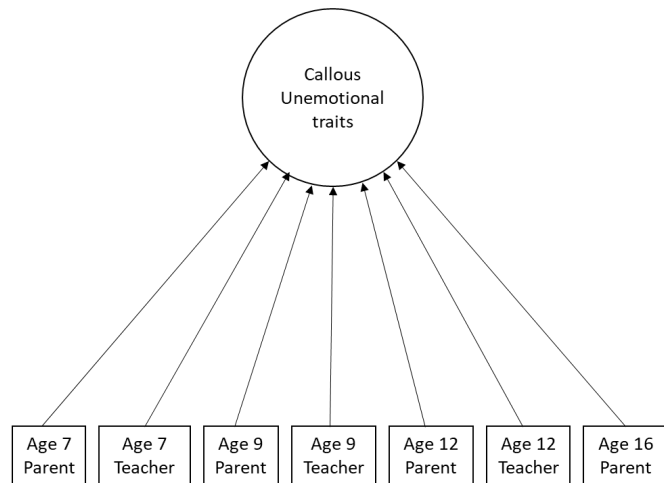 Callous
Unemotional
traits
Age 7
Parent
Age 7
Teacher
Age 9
Parent
Age 9
Teacher
Age 12
Parent
Age 12
Teacher
Age 16
Parent